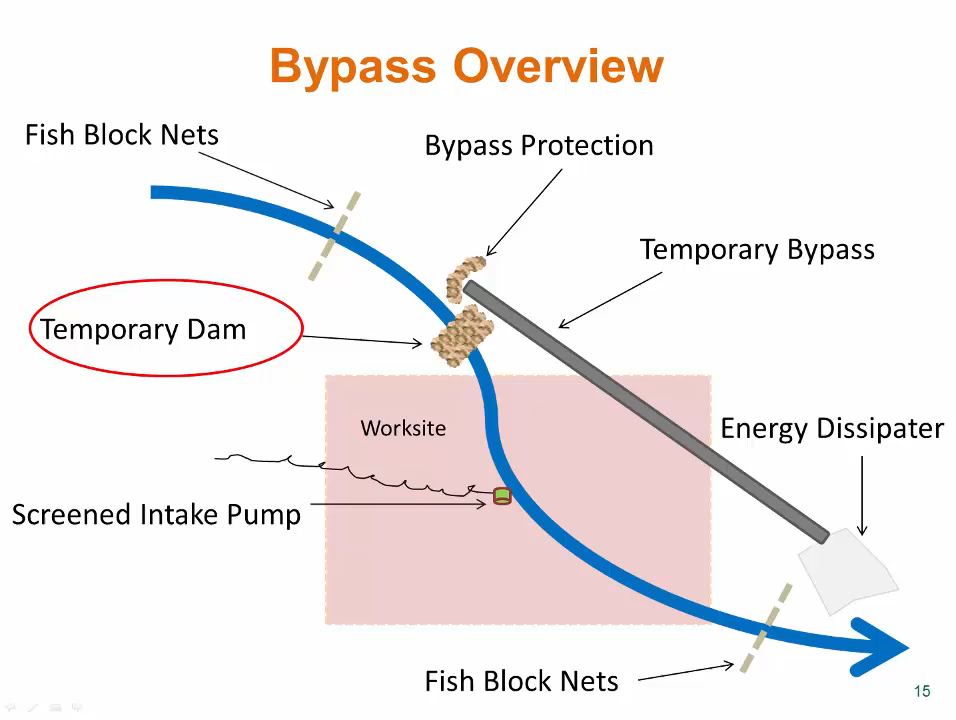 Bypass Overview
Fish Block Nets
Bypass Protection
Temporary Bypass
Temporary Dam
Worksite
Energy Dissipater
Screened Intake Pump
Fish Block Nets
15